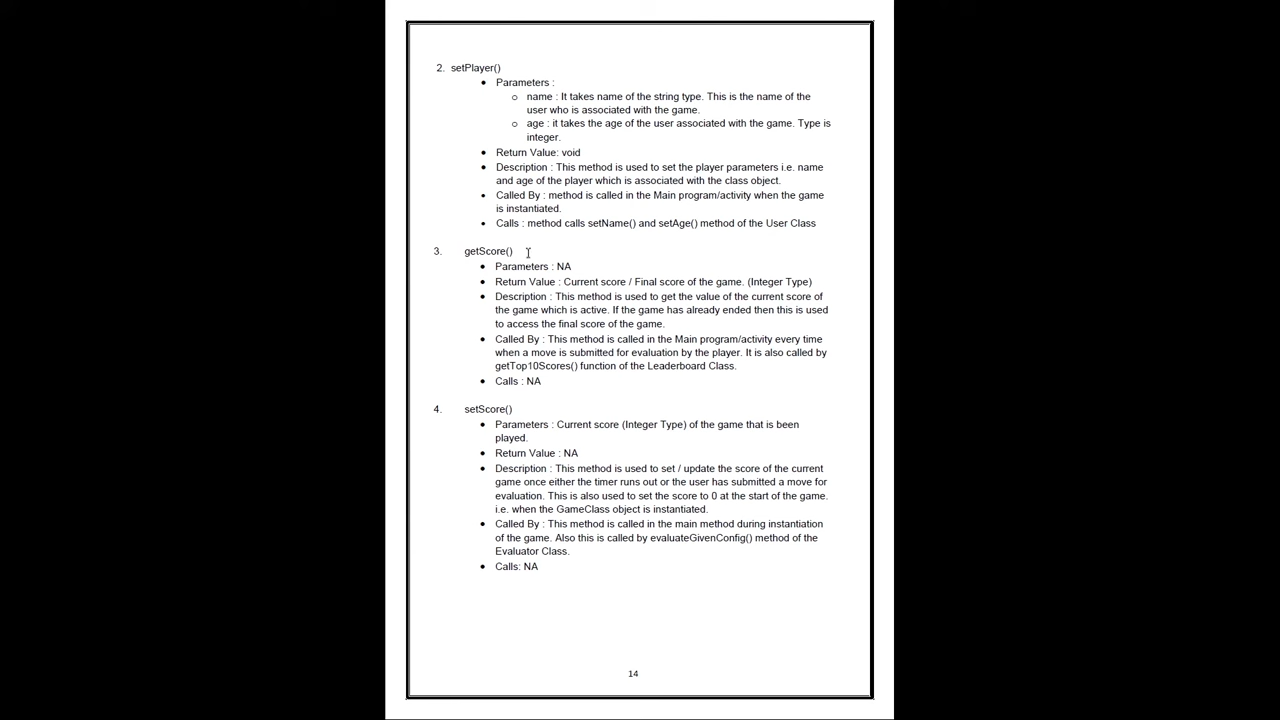 2. setPlayer()
• Parameters :
o name : It takes name of the string type. This is the name of the
user who is associated with the game.
o age : it takes the age of the user associated with the game. Type is
integer.
• Return Value: void
• Description : This method is used to set the player parameters i.e. name
and age of the player which is associated with the class object.
• Called By : method is called in the Main program/activity when the game
is instantiated.
• Calls : method calls setName() and setAge() method of the User Class
3. getScore()
• Parameters : NA
• Return Value : Current score / Final score of the game. (Integer Type)
• Description : This method is used to get the value of the current score of
the game which is active. If the game has already ended then this is used
to access the final score of the game.
• Called By : This method is called in the Main program/activity every time
when a move is submitted for evaluation by the player. It is also called by
getTop10Scores() function of the Leaderboard Class.
• Calls : NA
4. setScore()
• Parameters : Current score (Integer Type) of the game that is been
played.
• Return Value : NA
• Description : This method is used to set / update the score of the current
game once either the timer runs out or the user has submitted a move for
evaluation. This is also used to set the score to 0 at the start of the game.
i.e. when the GameClass object is instantiated.
• Called By : This method is called in the main method during instantiation
of the game. Also this is called by evaluateGivenConfig() method of the
Evaluator Class.
• Calls: NA
14